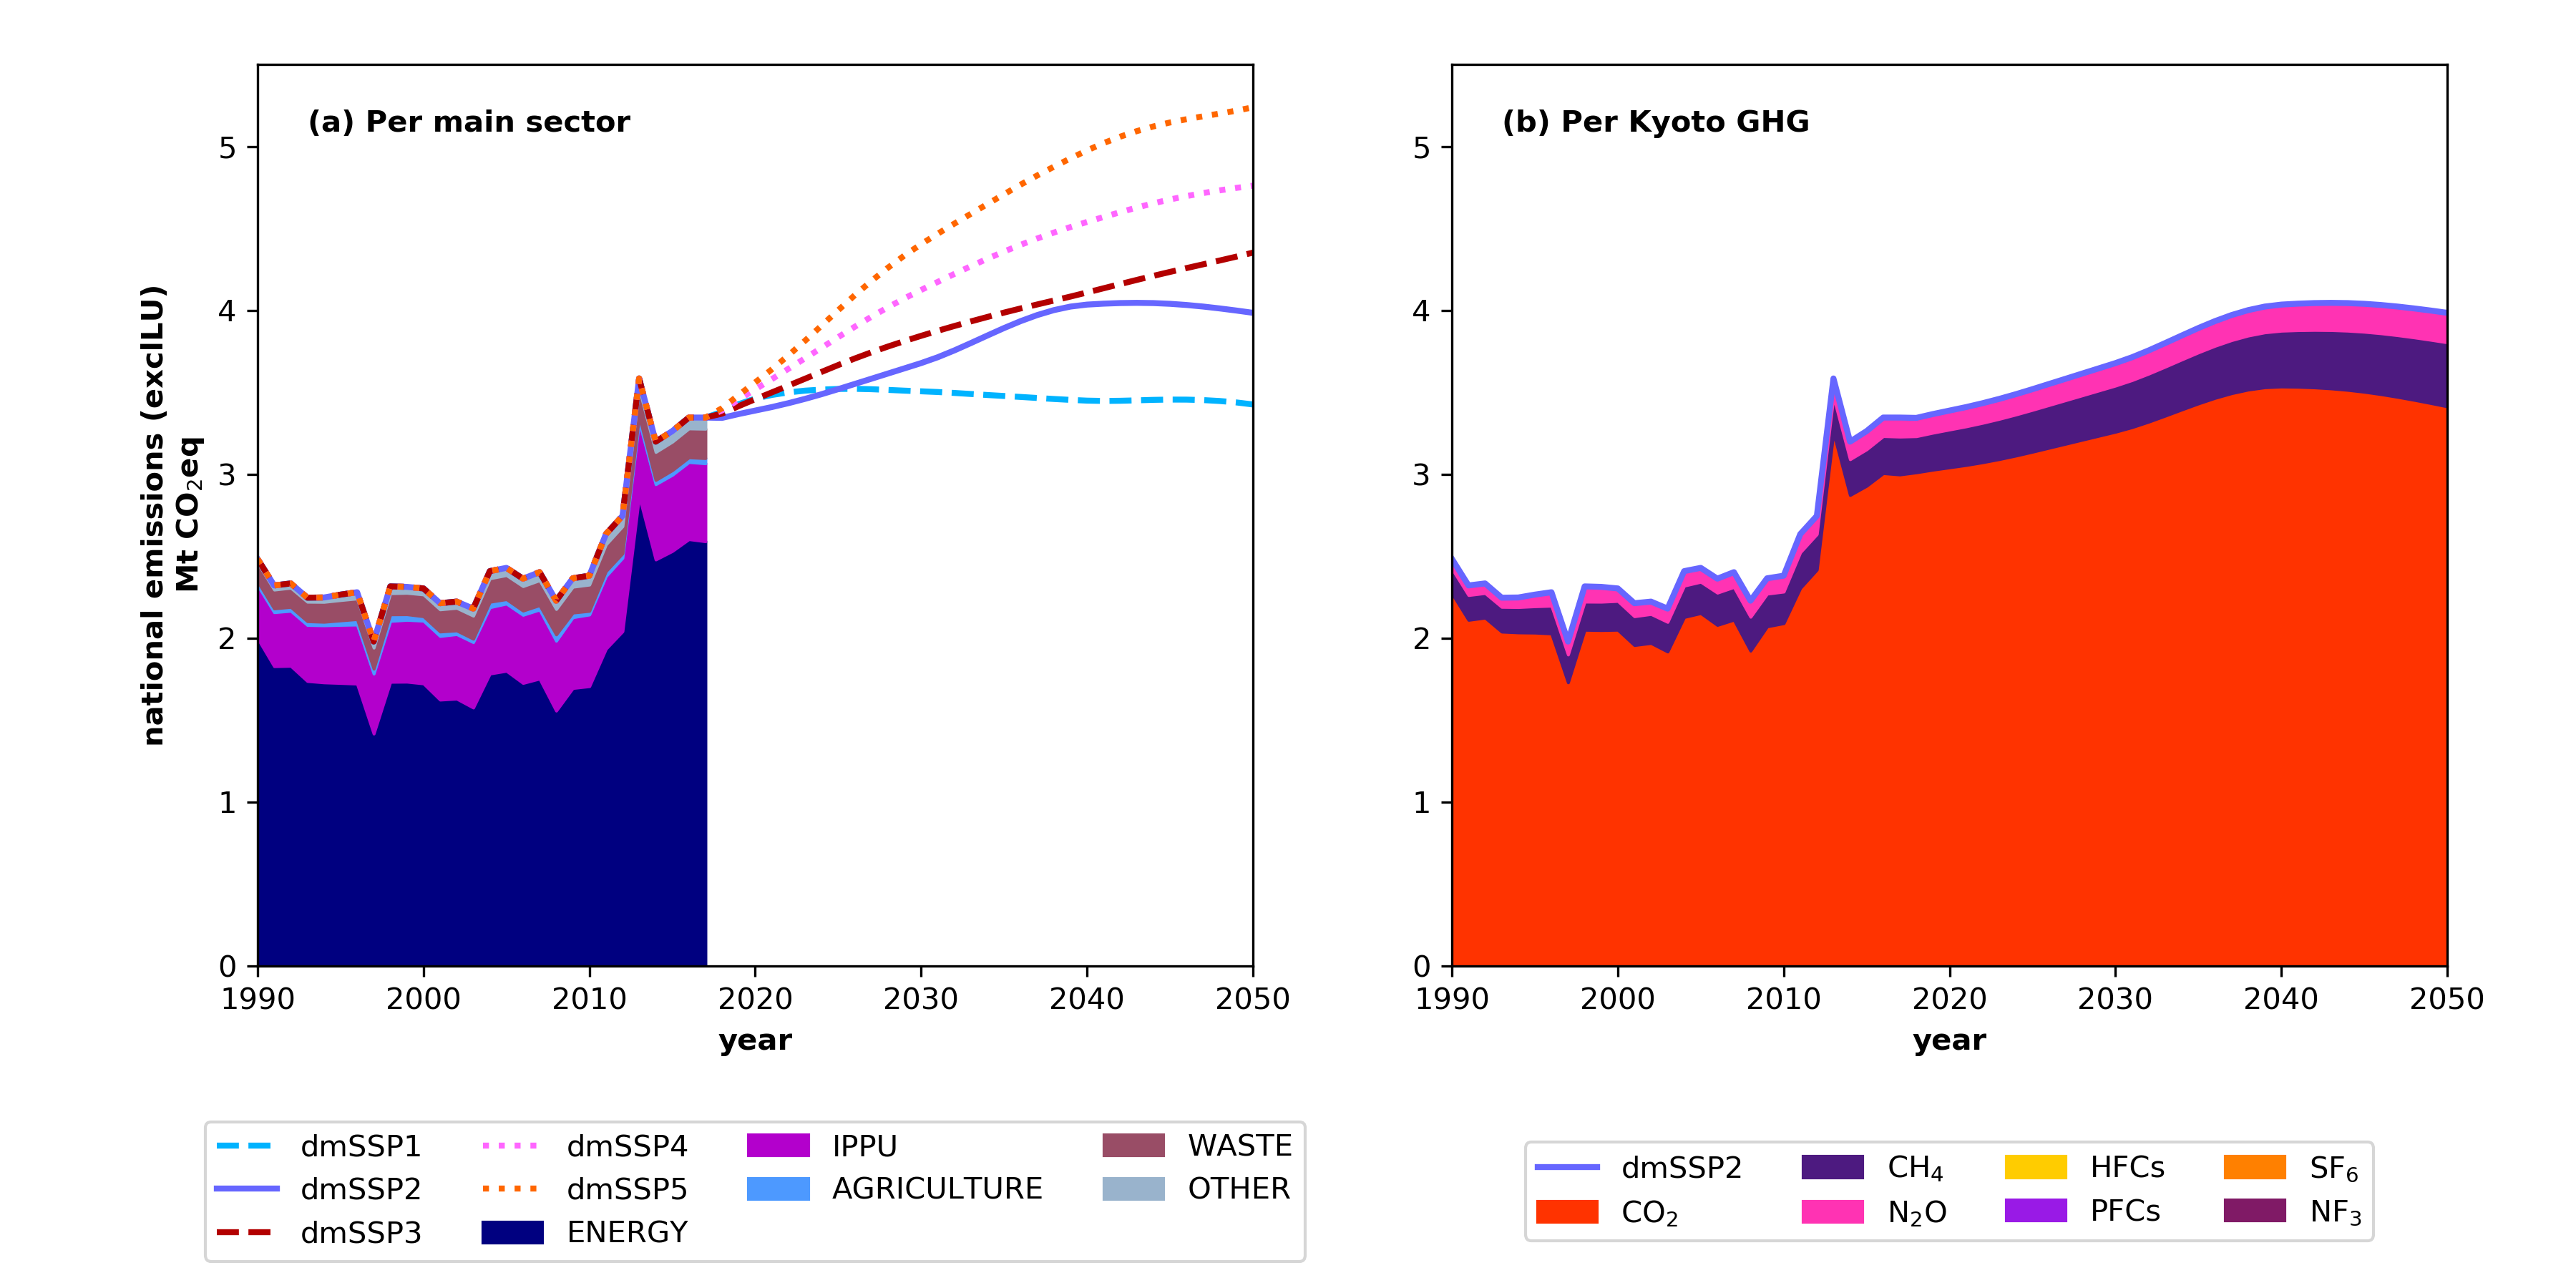 (a) Per main sector
(b) Per Kyoto GHG
national emissions (exclLU)
Mt CO₂eq
5
4
3
2
1
0
1990 2000 2010 2020 2030 2040 2050
year
5
4
3
2
1
0
1990 2000 2010 2020 2030 2040 2050
year
dmSSP1 dmSSP4 IPPU WASTE
dmSSP2 dmSSP5 AGRICULTURE OTHER
dmSSP3 ENERGY
dmSSP2 CH₄ HFCs SF₆
CO₂ N₂O PFCs NF₃